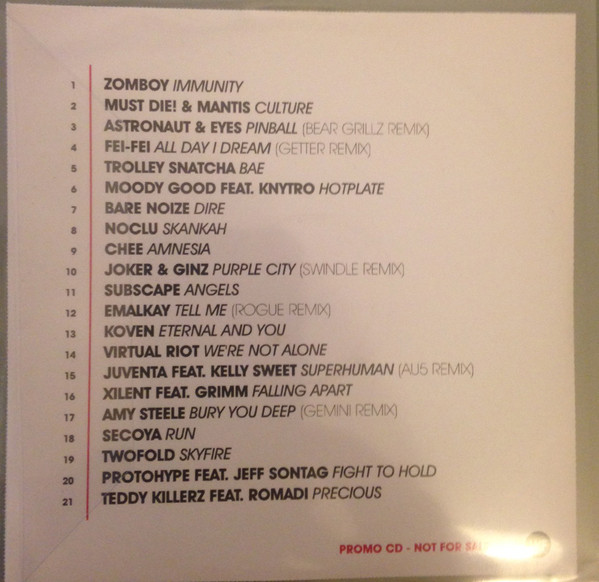 1 ZOMBOY IMMUNITY
2 MUST DIE! & MANTIS CULTURE
3 ASTRONAUT & EYES PINBALL (BEAR GRILLZ REMIX)
4 FEI-FEI ALL DAY I DREAM (GETTER REMIX)
5 TROLLEY SNATCHA BAE
6 MOODY GOOD FEAT. KNYTRO HOTPLATE
7 BARE NOIZE DIRE
8 NOCLU SKANKAH
9 CHEE AMNESIA
10 JOKER & GINZ PURPLE CITY (SWINDLE REMIX)
11 SUBSCAPE ANGELS
12 EMALKAY TELL ME (ROGUE REMIX)
13 KOVEN ETERNAL AND YOU
14 VIRTUAL RIOT WE'RE NOT ALONE
15 JUVENTA FEAT. KELLY SWEET SUPERHUMAN (AU5 REMIX)
16 XILENT FEAT. GRIMM FALLING APART
17 AMY STEELE BURY YOU DEEP (GEMINI REMIX)
18 SECOYA RUN
19 TWOFOLD SKYFIRE
20 PROTOHYPE FEAT. JEFF SONTAG FIGHT TO HOLD
21 TEDDY KILLERZ FEAT. ROMADI PRECIOUS
PROMO CD - NOT FOR